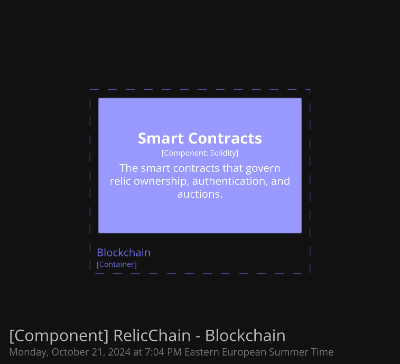 Smart Contracts
[Component: Solidity]
The smart contracts that govern
relic ownership, authentication, and
auctions.
Blockchain
[Container]
[Component] RelicChain - Blockchain
Monday, October 21, 2024 at 7:04 PM Eastern European Summer Time